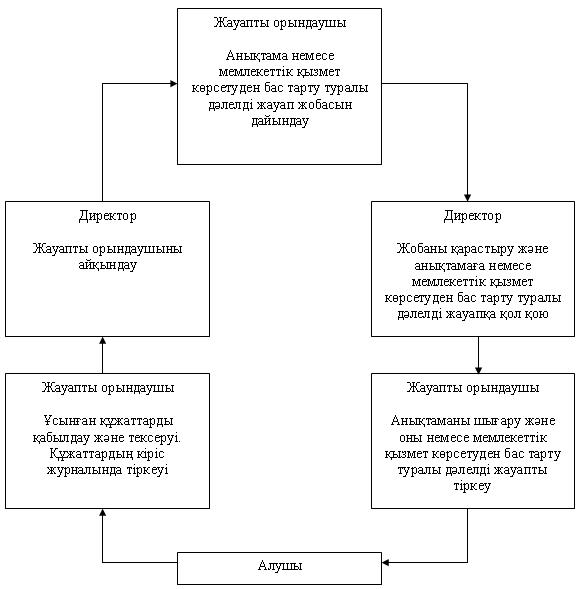 Жауапты орындаушы
Анықтама немесе
мемлекеттік қызмет
көрсетуден бас тарту туралы
дәлелді жауап жобасын
дайындау
Директор
Жауапты орындаушыны
айқындау
Директор
Жобаны қарастыру және
анықтамаға немесе
мемлекеттік қызмет
көрсетуден бас тарту туралы
дәлелді жауапқа қол қою
Жауапты орындаушы
Ұсынған құжаттарды
қабылдау және тексеруі.
Құжаттардың кіріс
журналында тіркеуі
Жауапты орындаушы
Анықтаманы шығару және
оны немесе мемлекеттік
қызмет көрсетуден бас тарту
туралы дәлелді жауапты
тіркеу
Алушы